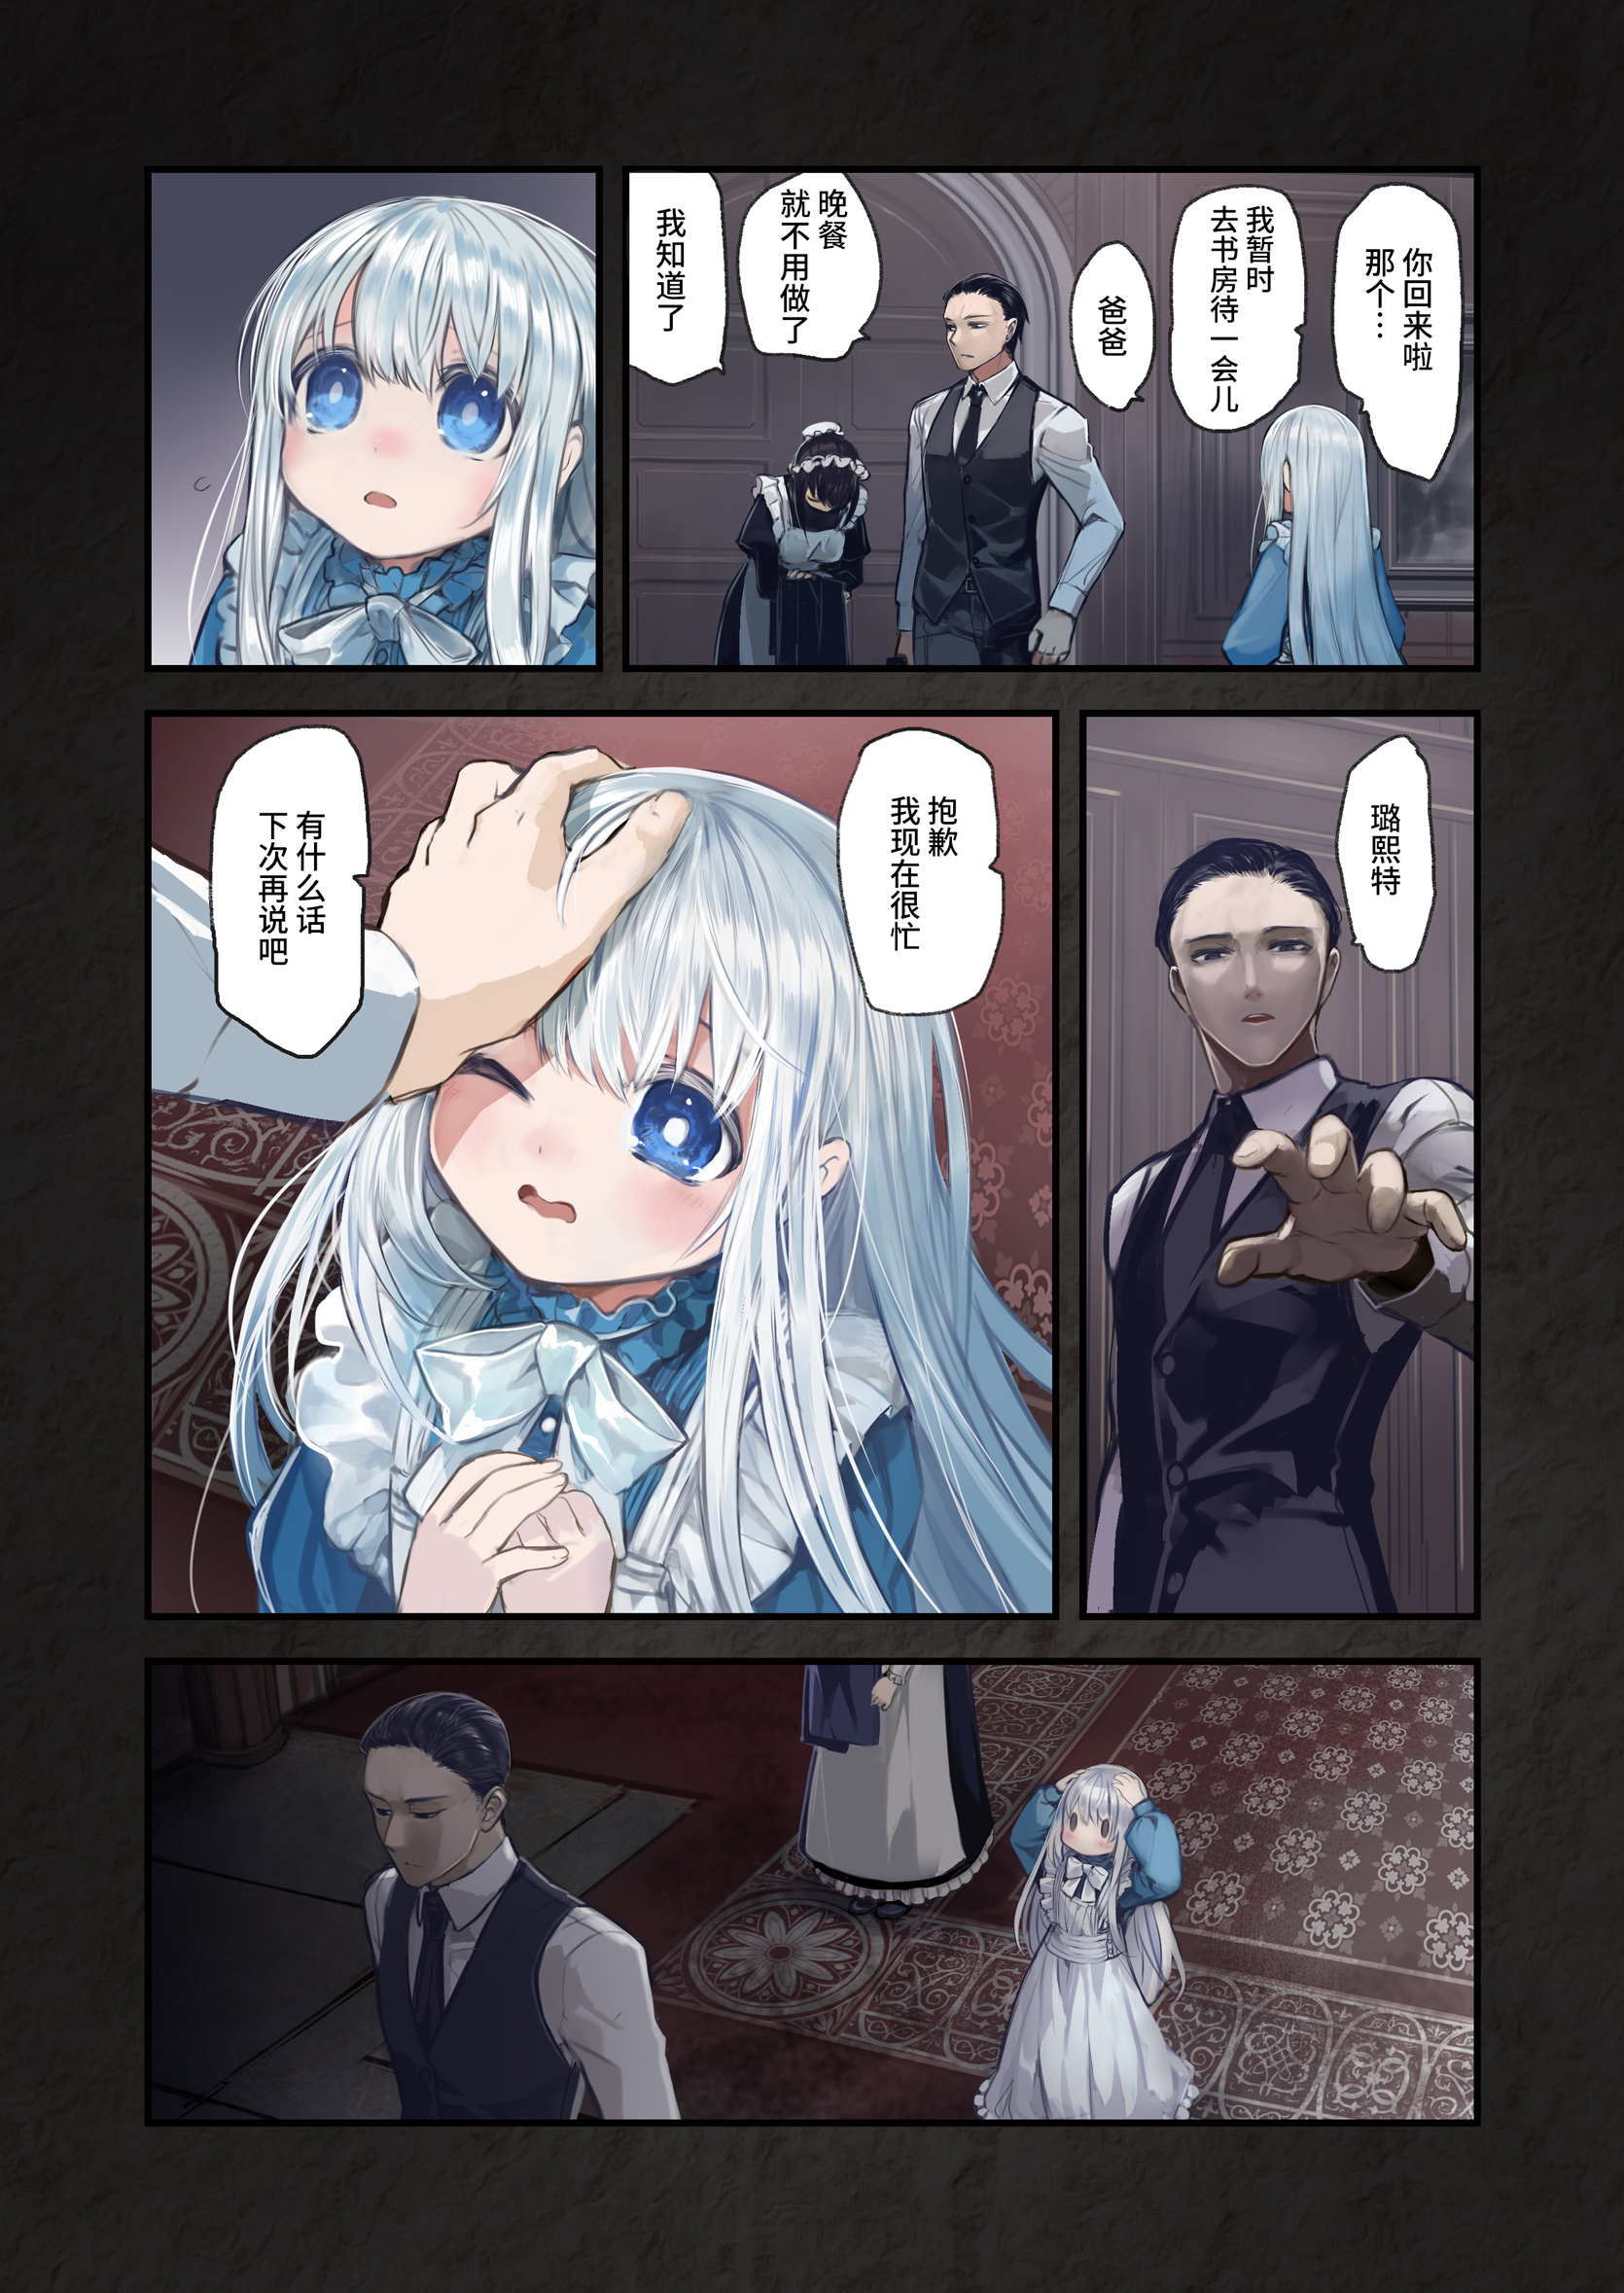 你回来啦
那个…
我暂时
去书房待一会儿
爸爸
晚餐
就不用做了
我知道了
璐熙特
抱歉
我现在很忙
有什么话
下次再说吧